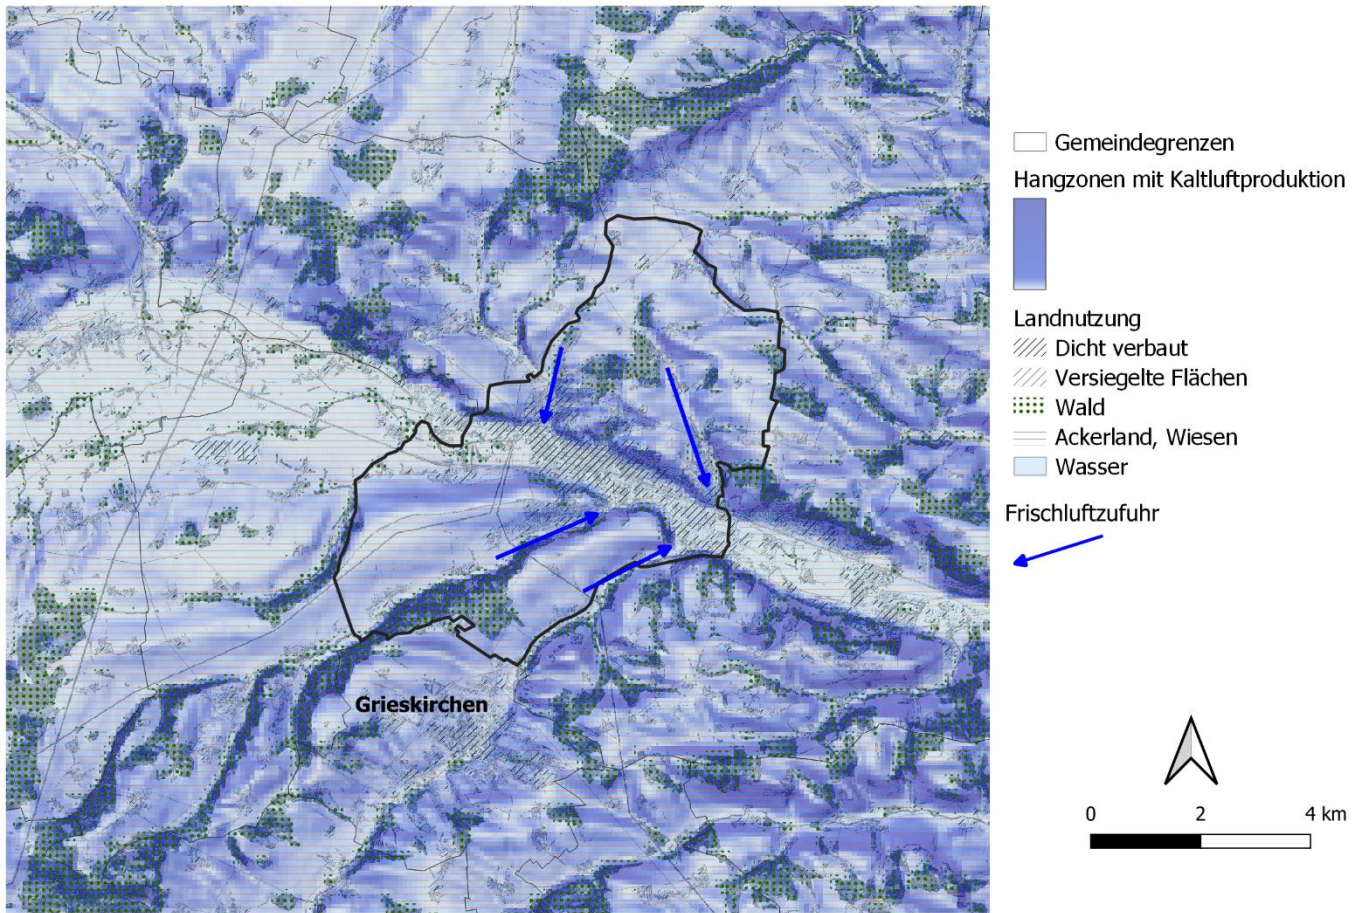 Gemeindegrenzen
Hangzonen mit Kaltluftproduktion
Landnutzung
Dicht verbaut
Versiegelte Flächen
Wald
Ackerland, Wiesen
Wasser
Frischluftzufuhr
Grieskirchen
0 2 4 km